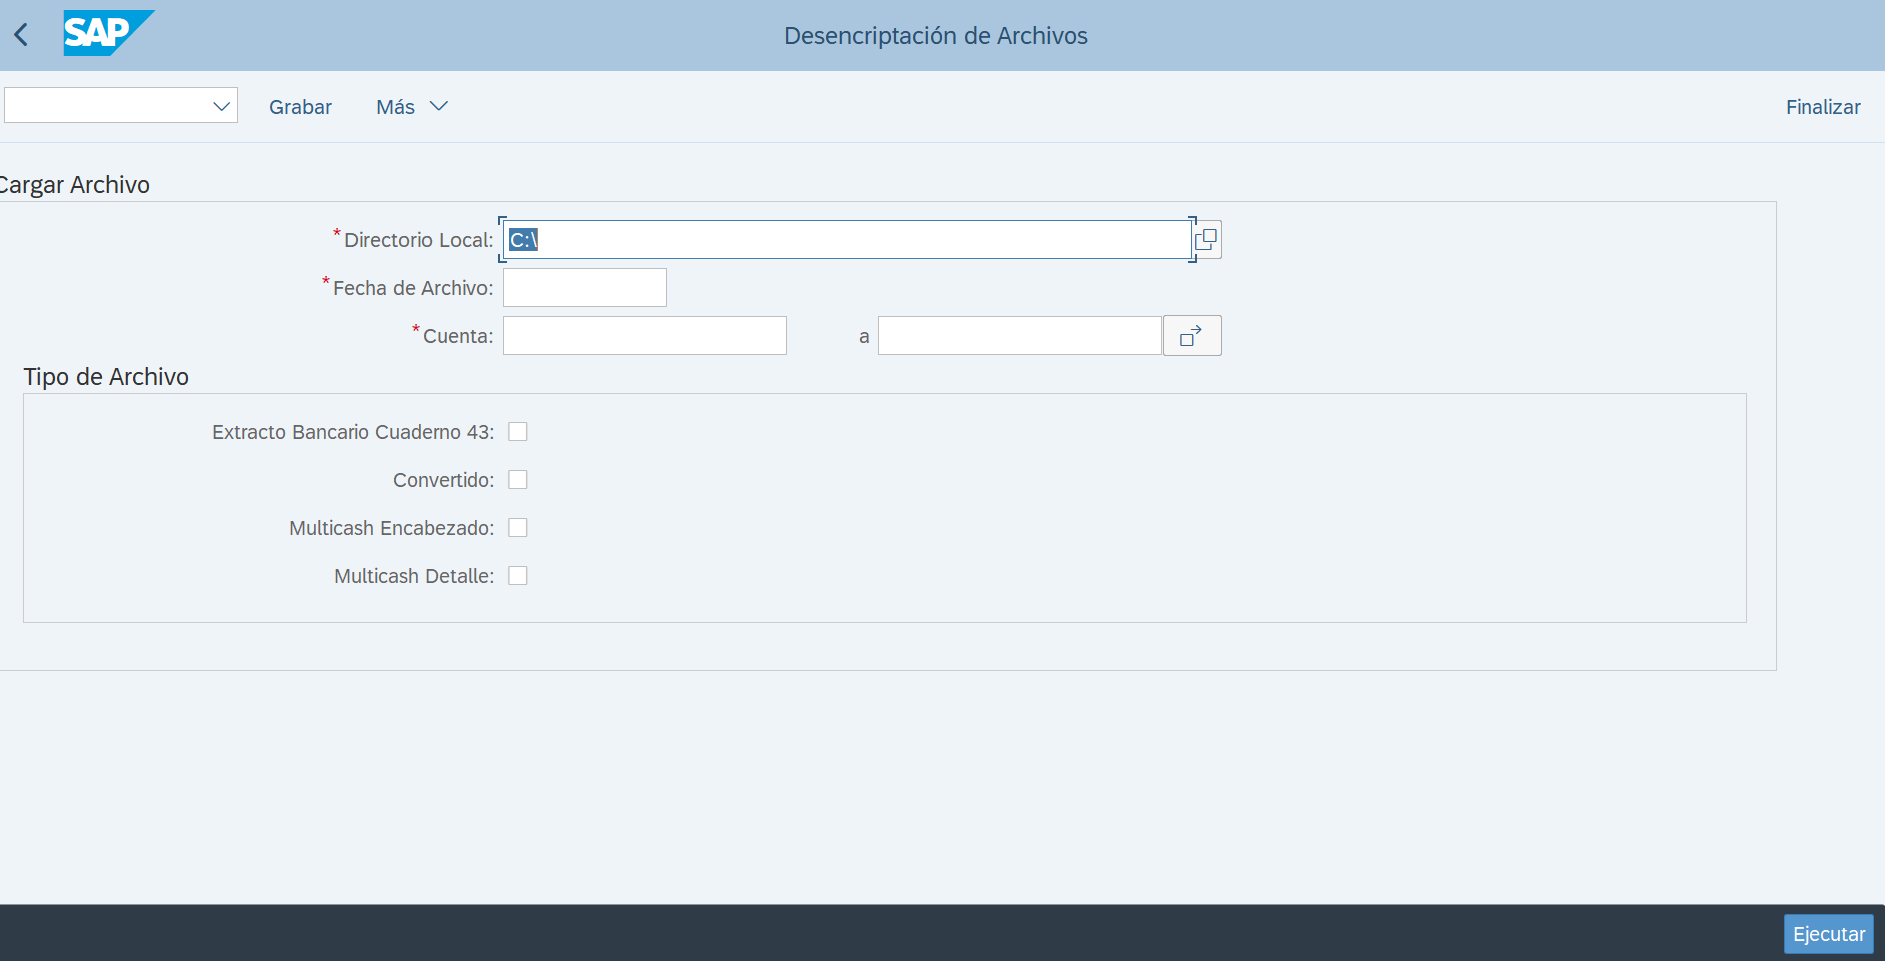 SAP
Desencriptación de Archivos
Grabar Más Finalizar
Cargar Archivo
*Directorio Local: C:\
*Fecha de Archivo:
*Cuenta: a
Tipo de Archivo
Extracto Bancario Cuaderno 43:
Convertido:
Multicash Encabezado:
Multicash Detalle:
Ejecutar